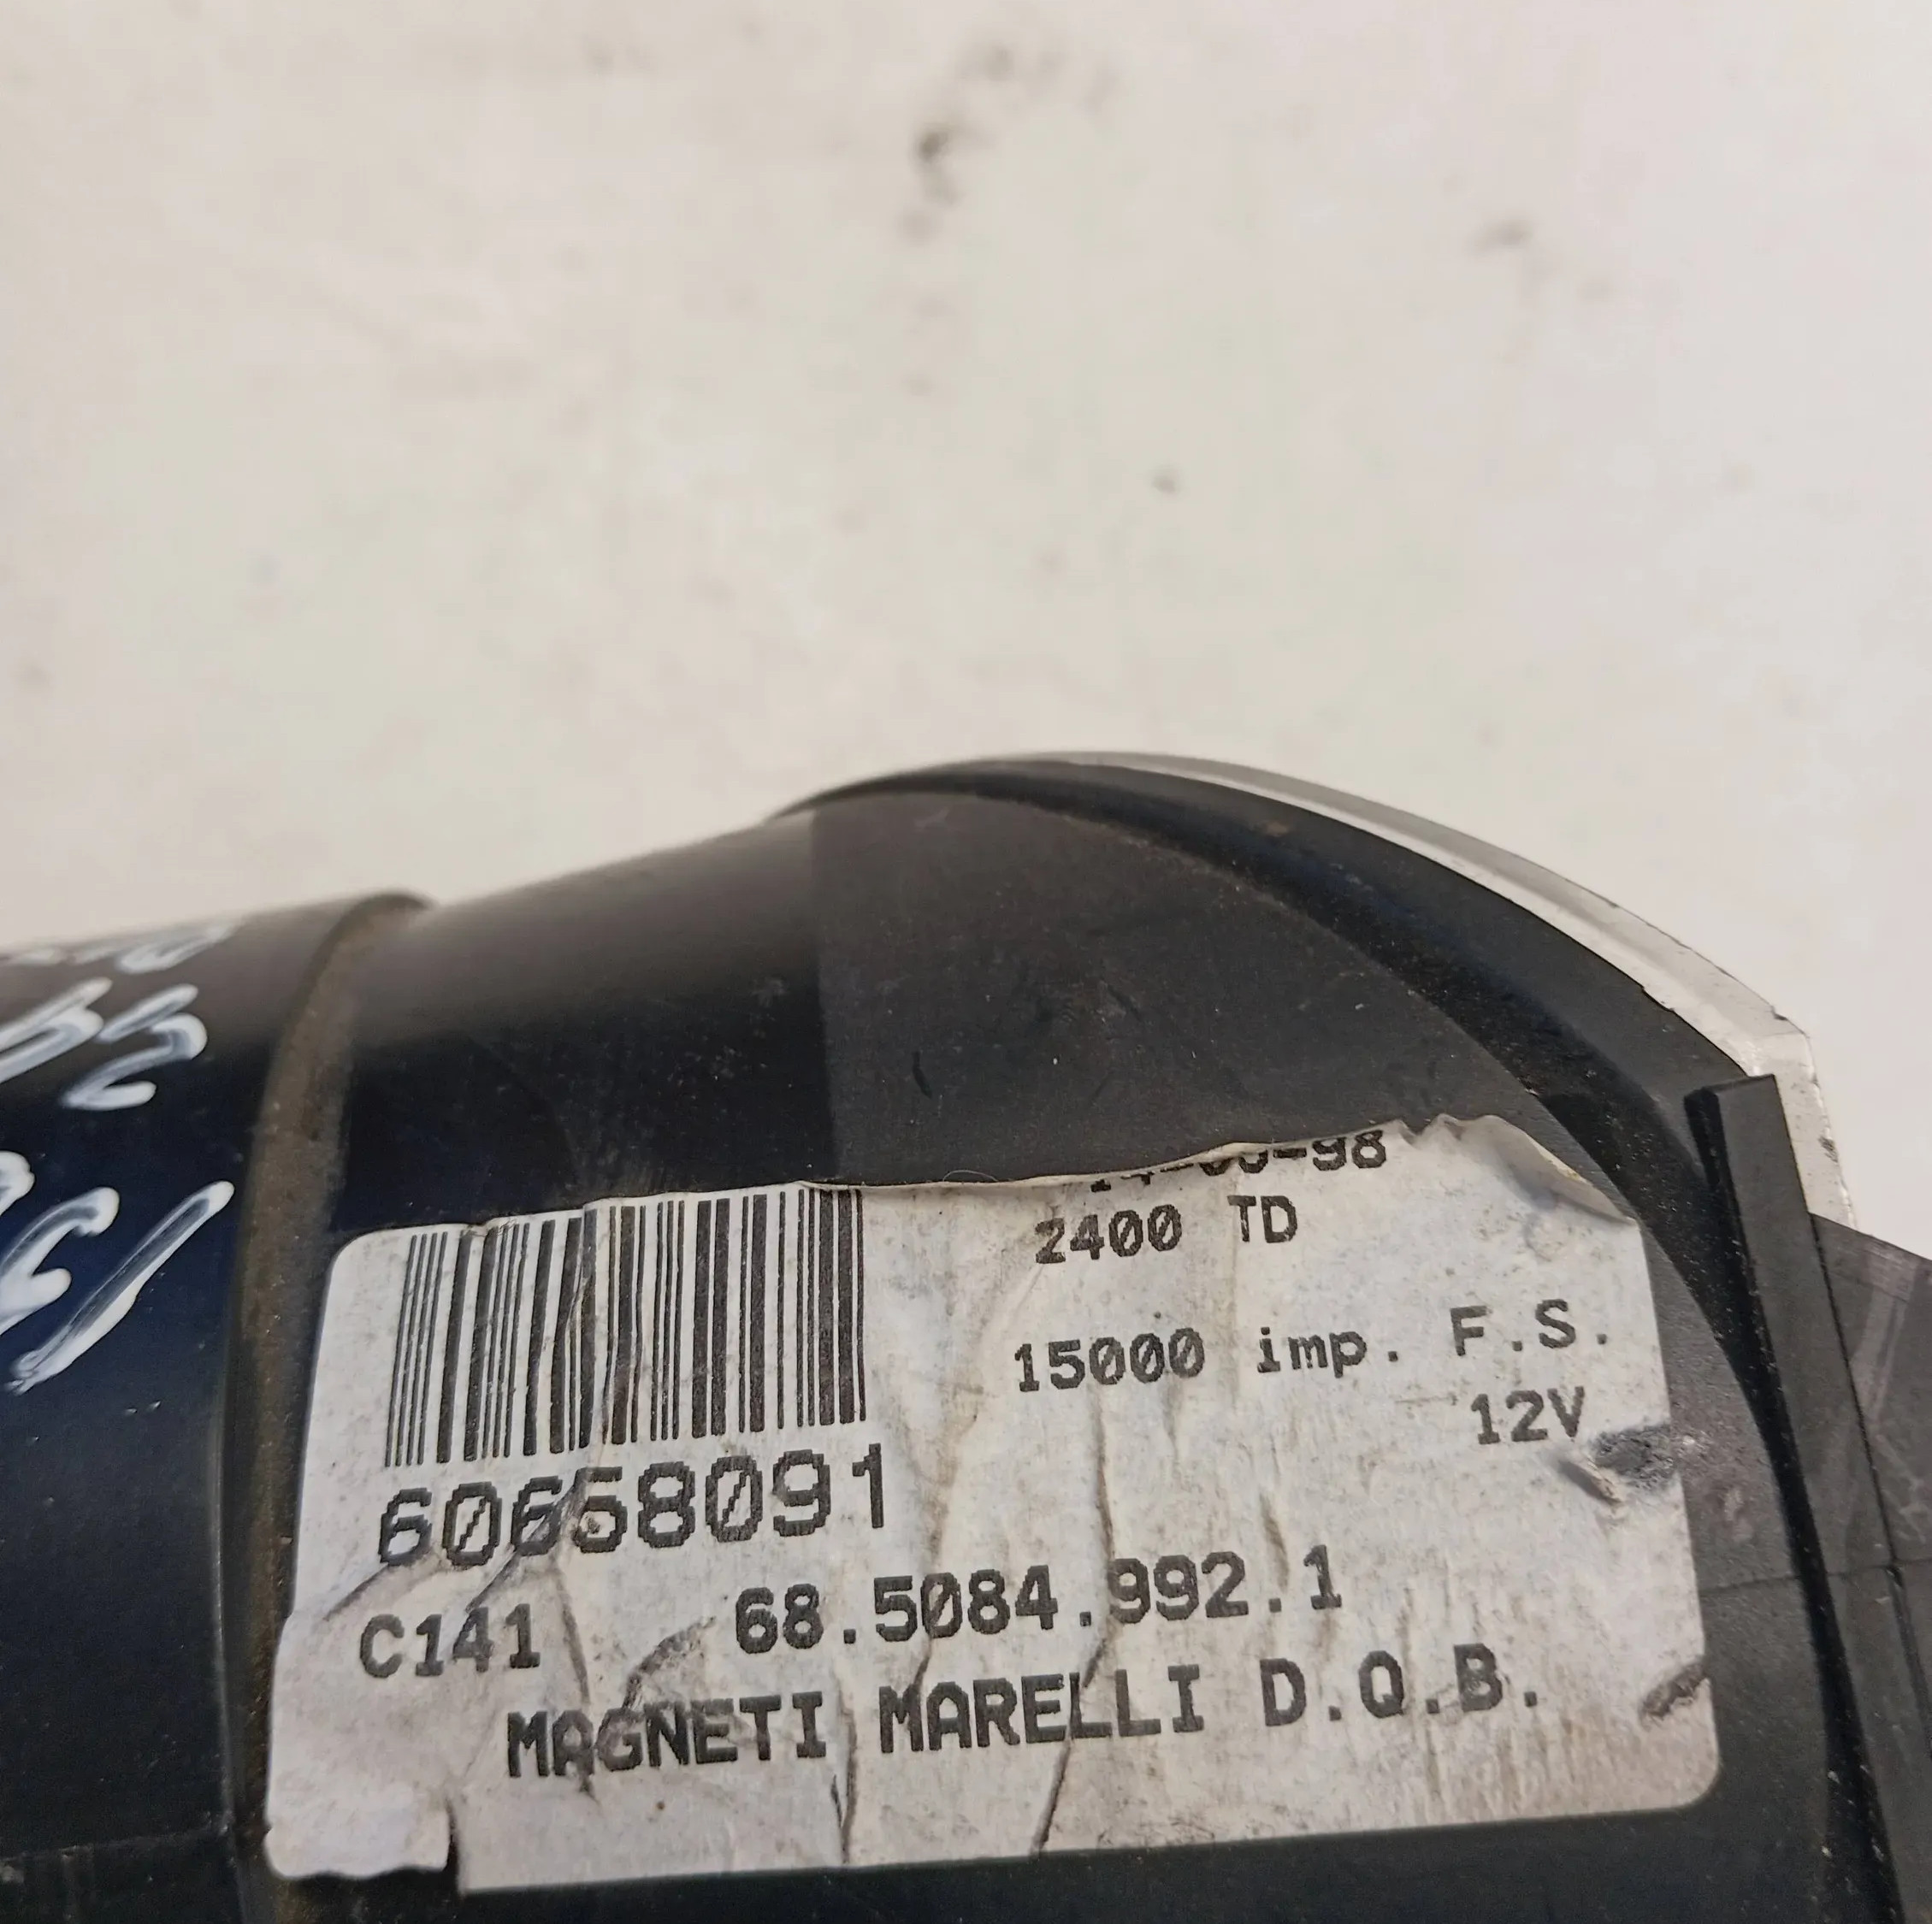 2400 TD
15000 imp. F.S.
12V
60658091
C141 68.5084.992.1
MAGNETI MARELLI D.Q.B.